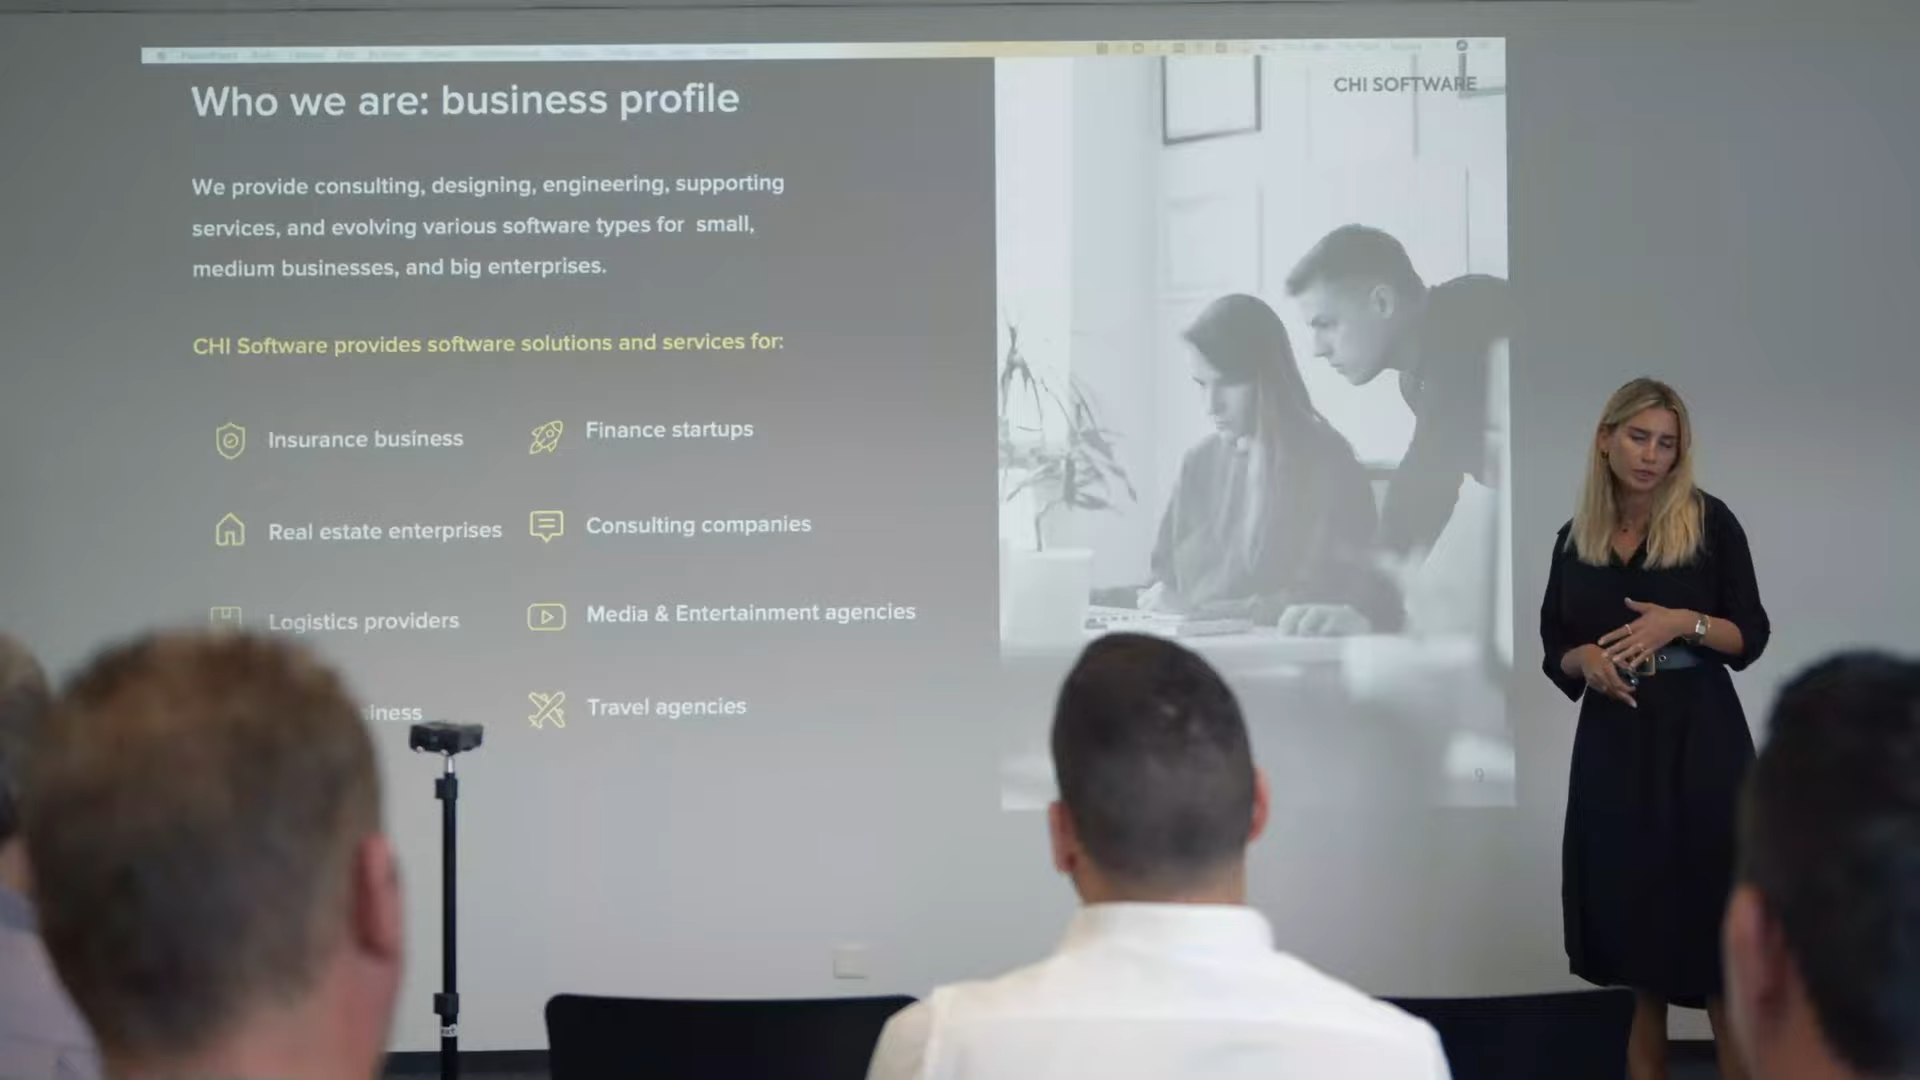 CHI SOFTWARE
Who we are: business profile
We provide consulting, designing, engineering, supporting
services, and evolving various software types for small,
medium businesses, and big enterprises.
CHI Software provides software solutions and services for:
Insurance business
Finance startups
Real estate enterprises
Consulting companies
Logistics providers
Media & Entertainment agencies
Travel agencies
9